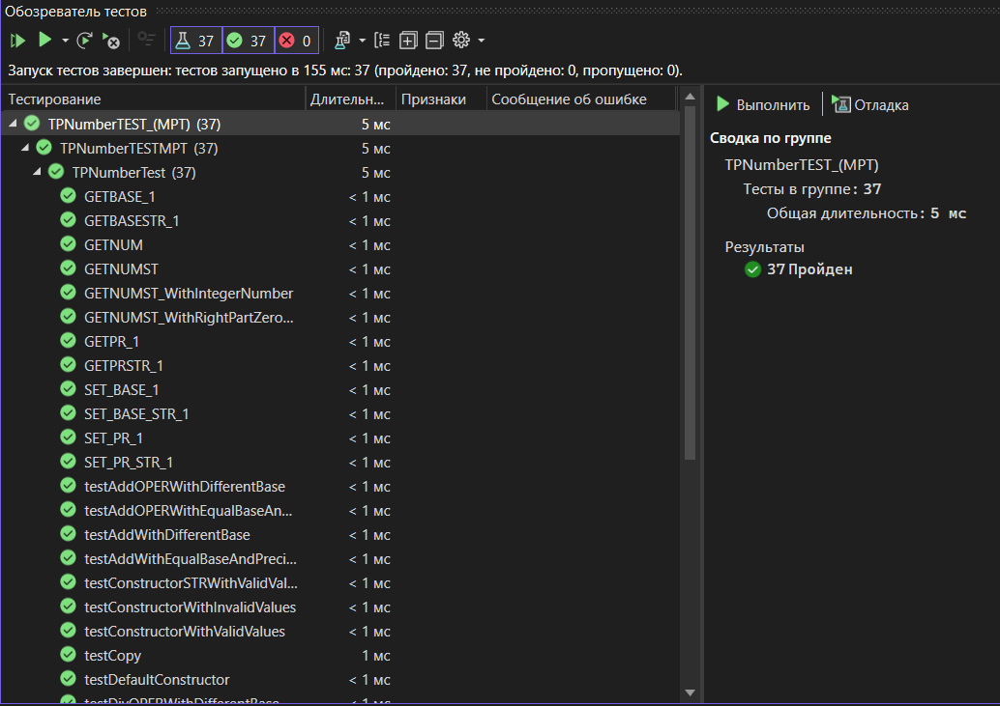 Обозреватель тестов
37 37 0
Запуск тестов завершен: тестов запущено в 155 мс: 37 (пройдено: 37, не пройдено: 0, пропущено: 0).
Тестирование Длительн... Признаки Сообщение об ошибке
TPNumberTEST_(MPT) (37) 5 мс
TPNumberTESTMPT (37) 5 мс
TPNumberTest (37) 5 мс
GETBASE_1 < 1 мс
GETBASESTR_1 < 1 мс
GETNUM < 1 мс
GETNUMST < 1 мс
GETNUMST_WithIntegerNumber < 1 мс
GETNUMST_WithRightPartZero... < 1 мс
GETPR_1 < 1 мс
GETPRSTR_1 < 1 мс
SET_BASE_1 < 1 мс
SET_BASE_STR_1 < 1 мс
SET_PR_1 < 1 мс
SET_PR_STR_1 < 1 мс
testAddOPERWithDifferentBase < 1 мс
testAddOPERWithEqualBaseAn... < 1 мс
testAddWithDifferentBase < 1 мс
testAddWithEqualBaseAndPreci... < 1 мс
testConstructorSTRWithValidVal... < 1 мс
testConstructorWithInvalidValues < 1 мс
testConstructorWithValidValues < 1 мс
testCopy 1 мс
testDefaultConstructor < 1 мс
testDivOPERWithDifferentBase < 1 мс
Выполнить Отладка
Сводка по группе
TPNumberTEST_(MPT)
Тесты в группе: 37
Общая длительность: 5 мс
Результаты
37 Пройден